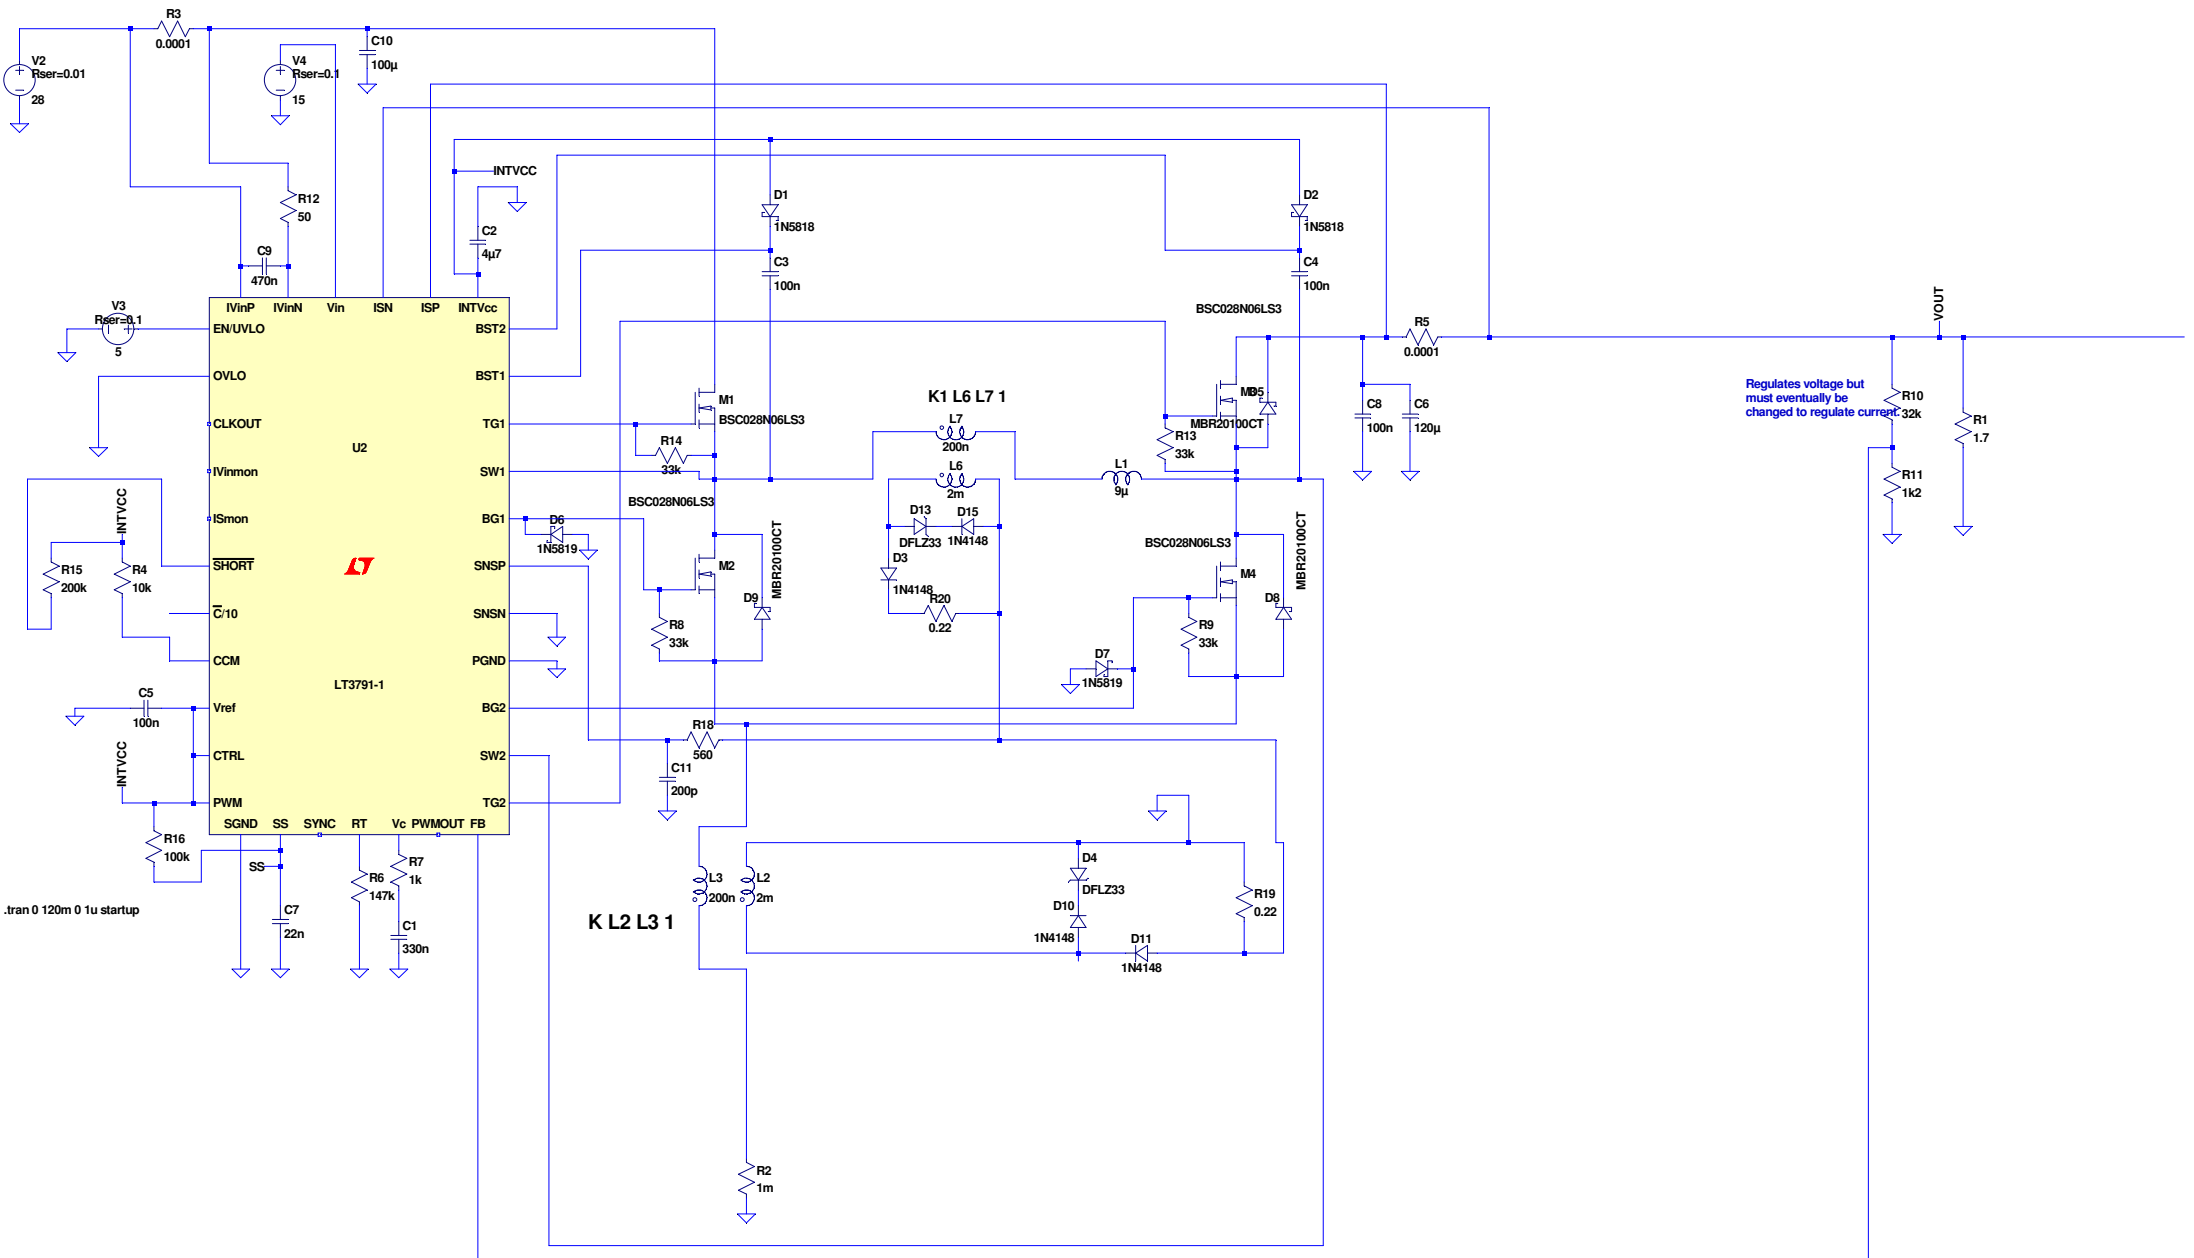 R3
0.0001
V2
Rser=0.01
28
V4
Rser=0.1
15
C10
100µ
R12
50
C9
470n
INTVCC
C2
4µ7
D1
1N5818
D2
1N5818
C3
100n
C4
100n
V3
Rser=0.1
5
IVinP
IVinN
Vin
ISN
ISP
INTVcc
EN/UVLO
OVLO
CLKOUT
IVinmon
ISmon
SHORT
C/10
CCM
Vref
CTRL
PWM
SGND
SS
SYNC
RT
Vc
PWMOUT
FB
BST2
BST1
TG1
SW1
BG1
SNSP
SNSN
PGND
BG2
SW2
TG2
U2
LT3791-1
BSC028N06LS3
R5
0.0001
VOUT
M1
BSC028N06LS3
R14
33k
K1 L6 L7 1
L7
200n
L6
2m
L1
9µ
D5
MBR20100CT
R13
33k
C8
100n
C6
120µ
Regulates voltage but
must eventually be
changed to regulate current.
R10
32k
R1
1.7
R11
1k2
BSC028N06LS3
D6
1N5819
M2
D9
MBR20100CT
R8
33k
D13
DFLZ33
D15
1N4148
D3
1N4148
R20
0.22
BSC028N06LS3
M4
D8
MBR20100CT
R9
33k
D7
1N5819
INTVCC
R15
200k
R4
10k
C5
100n
INTVCC
R16
100k
SS
R6
147k
R7
1k
C7
22n
C1
330n
.tran 0 120m 0 1u startup
R18
560
C11
200p
L3
200n
L2
2m
K L2 L3 1
D4
DFLZ33
D10
1N4148
D11
1N4148
R19
0.22
R2
1m